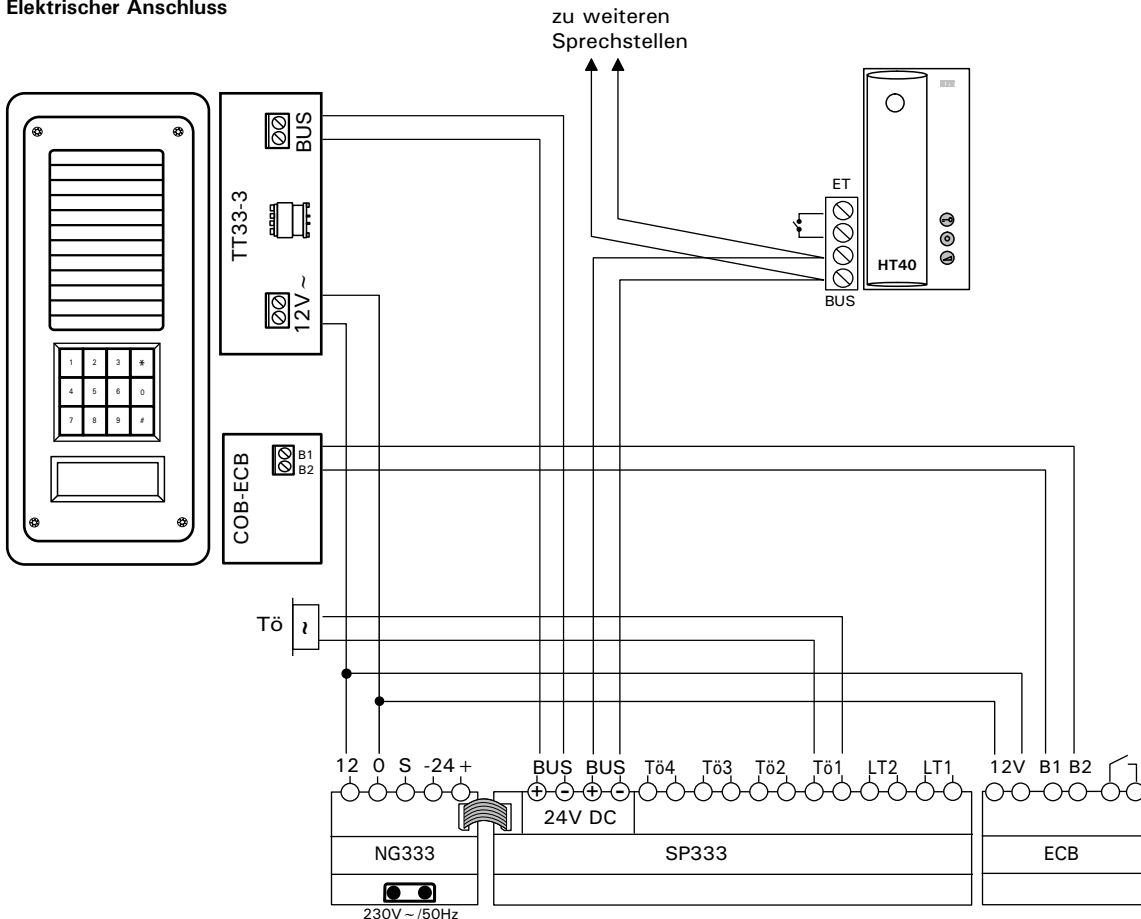 Elektrischer Anschluss
zu weiteren
Sprechstellen
BUS
TT33-3
12V ~
ET
HT40
BUS
1 2 3 *
4 5 6 0
7 8 9 #
COB-ECB
B1
B2
Tö
~
12 0 S -24 +
BUS BUS Tö4 Tö3 Tö2 Tö1 LT2 LT1
12V B1 B2
+ - + -
24V DC
NG333
SP333
ECB
230V ~ /50Hz